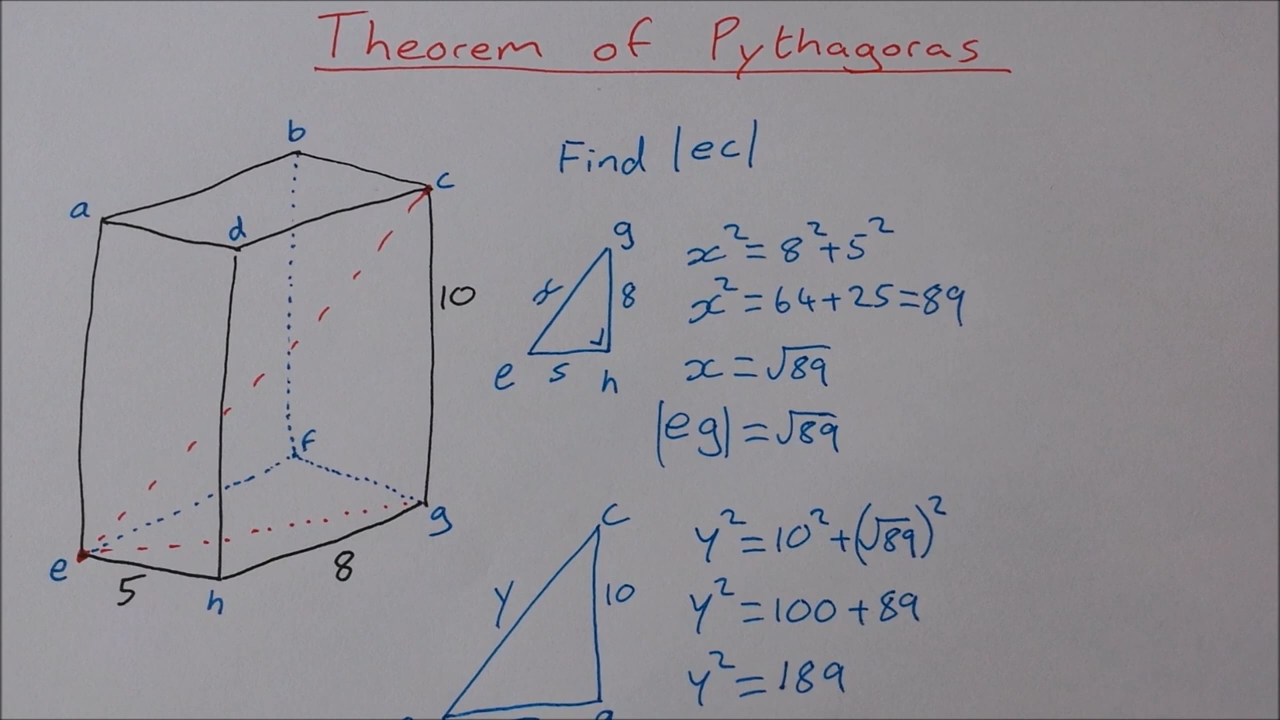 Theorem of Pythagoras
b
Find |ec|
a
d
c
10
e
5
h
8
g
f
g
x
8
e
5
h
x² = 8² + 5²
x² = 64 + 25 = 89
x = √89
|eg| = √89
c
y
10
y² = 10² + (√89)²
y² = 100 + 89
y² = 189